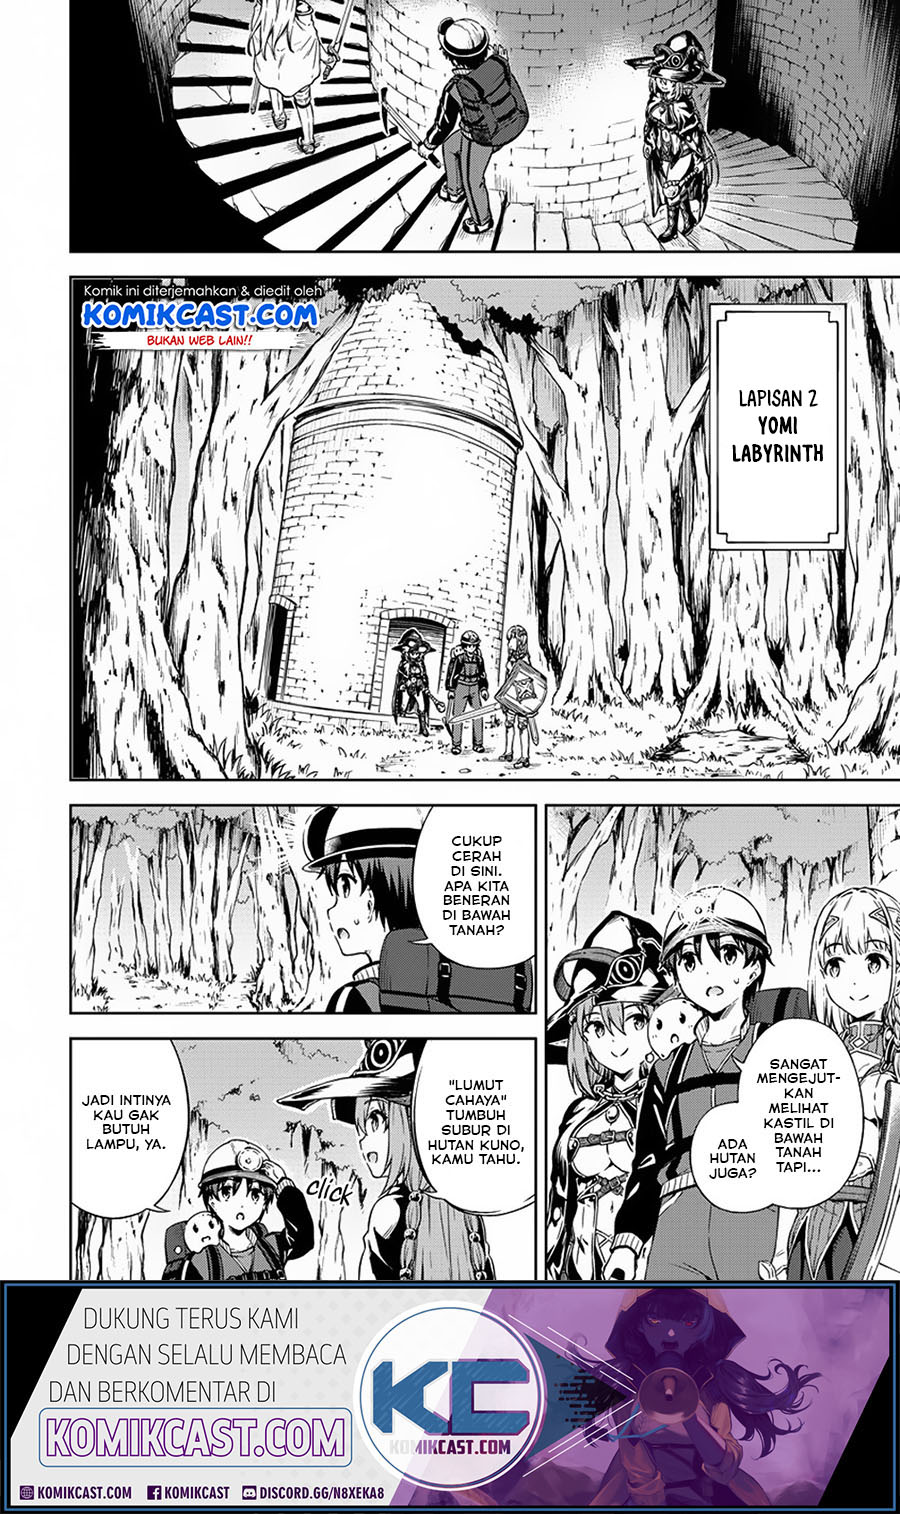 Komik ini diterjemahkan & diedit oleh
KOMIKCAST.COM
BUKAN WEB LAIN!!
LAPISAN 2
YOMI
LABYRINTH
SANGAT
MENGEJUT-
KAN
MELIHAT
KASTIL DI
BAWAH
TANAH
TAPI...
ADA
HUTAN
JUGA?
CUKUP
CERAH
DI SINI.
APA KITA
BENERAN
DI BAWAH
TANAH?
"LUMUT
CAHAYA"
TUMBUH
SUBUR DI
HUTAN KUNO,
KAMU TAHU.
click
JADI INTINYA
KAU GAK
BUTUH
LAMPU, YA.
DUKUNG TERUS KAMI
DENGAN SELALU MEMBACA
DAN BERKOMENTAR DI
KOMIKCAST.COM
KC
KOMIKCAST.COM
KOMIKCAST.COM
KOMIKCAST
DISCORD.GG/N8XEKA8